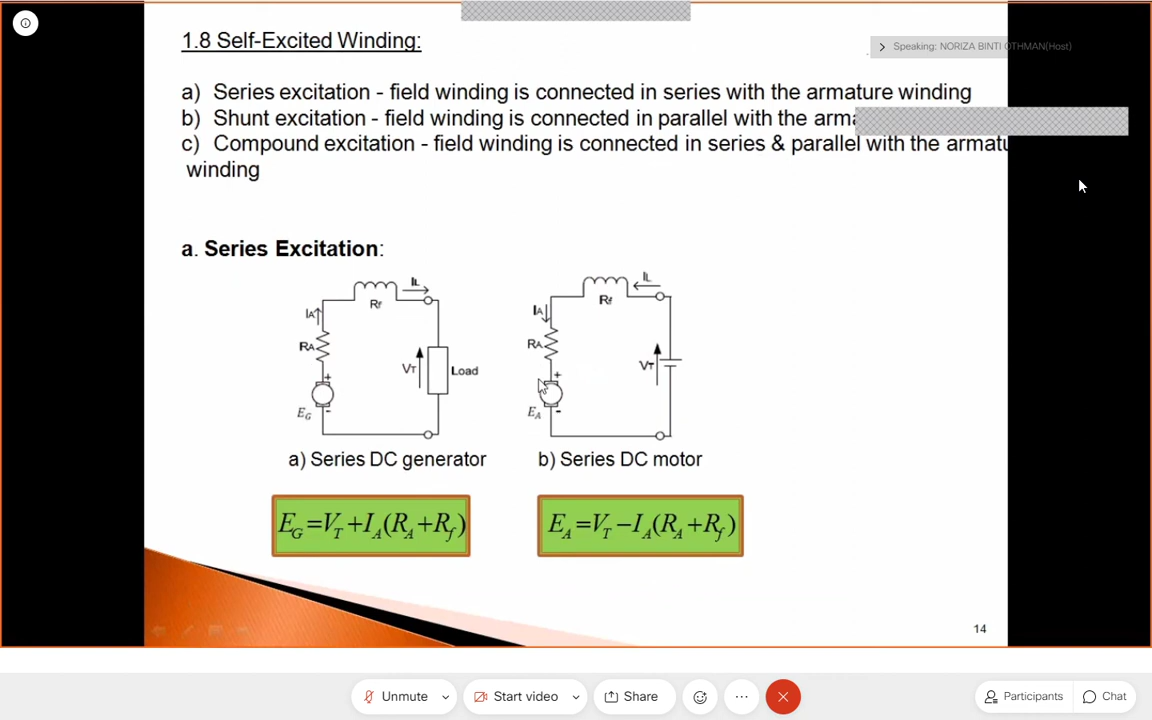 1.8 Self-Excited Winding:
Speaking: NORIZA BINTI OTHMAN(Host)
a) Series excitation - field winding is connected in series with the armature winding
b) Shunt excitation - field winding is connected in parallel with the
c) Compound excitation - field winding is connected in series & parallel with the
winding
a. Series Excitation:
IL
Rf
IA
RA
VT
Load
+
EG
-
IL
Rf
IA
RA
VT
+
EA
-
a) Series DC generator
b) Series DC motor
EG=VT+IA(RA+Rf)
EA=VT−IA(RA+Rf)
14
Unmute
Start video
Share
Participants
Chat